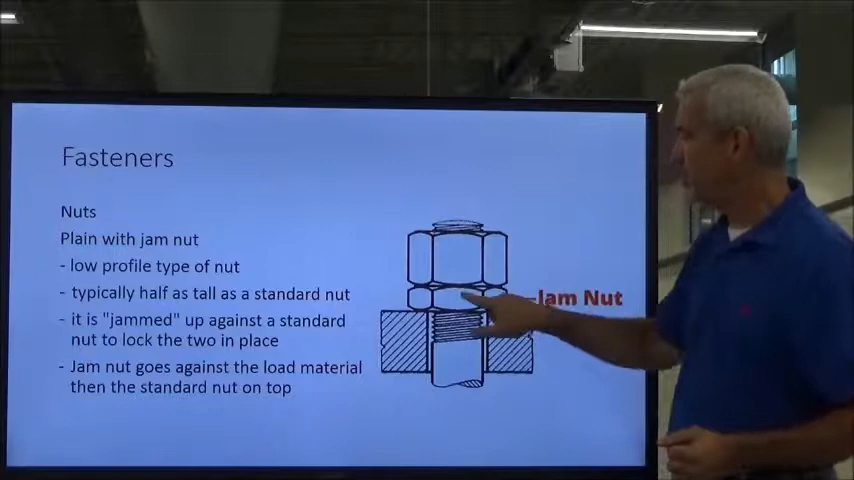 Fasteners
Nuts
Plain with jam nut
- low profile type of nut
- typically half as tall as a standard nut
- it is "jammed" up against a standard
nut to lock the two in place
- Jam nut goes against the load material
then the standard nut on top
Jam Nut